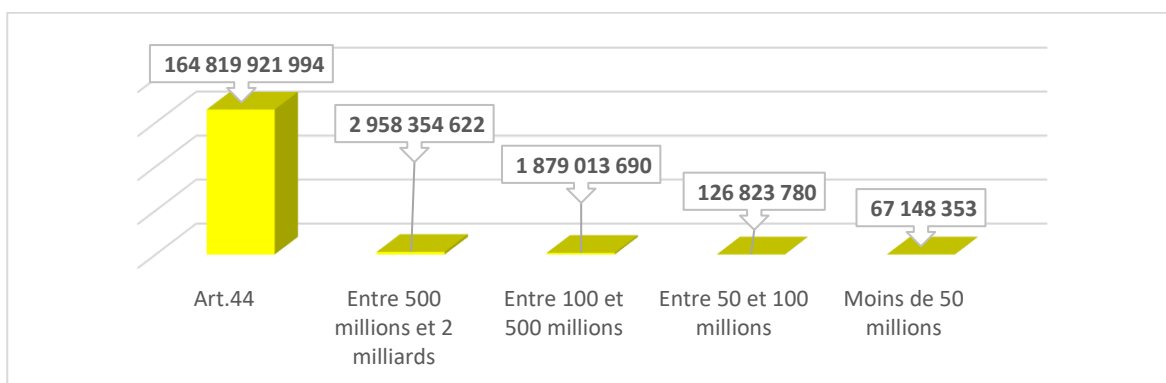 164 819 921 994
2 958 354 622
1 879 013 690
126 823 780
67 148 353
Art.44
Entre 500
millions et 2
milliards
Entre 100 et
500 millions
Entre 50 et 100
millions
Moins de 50
millions